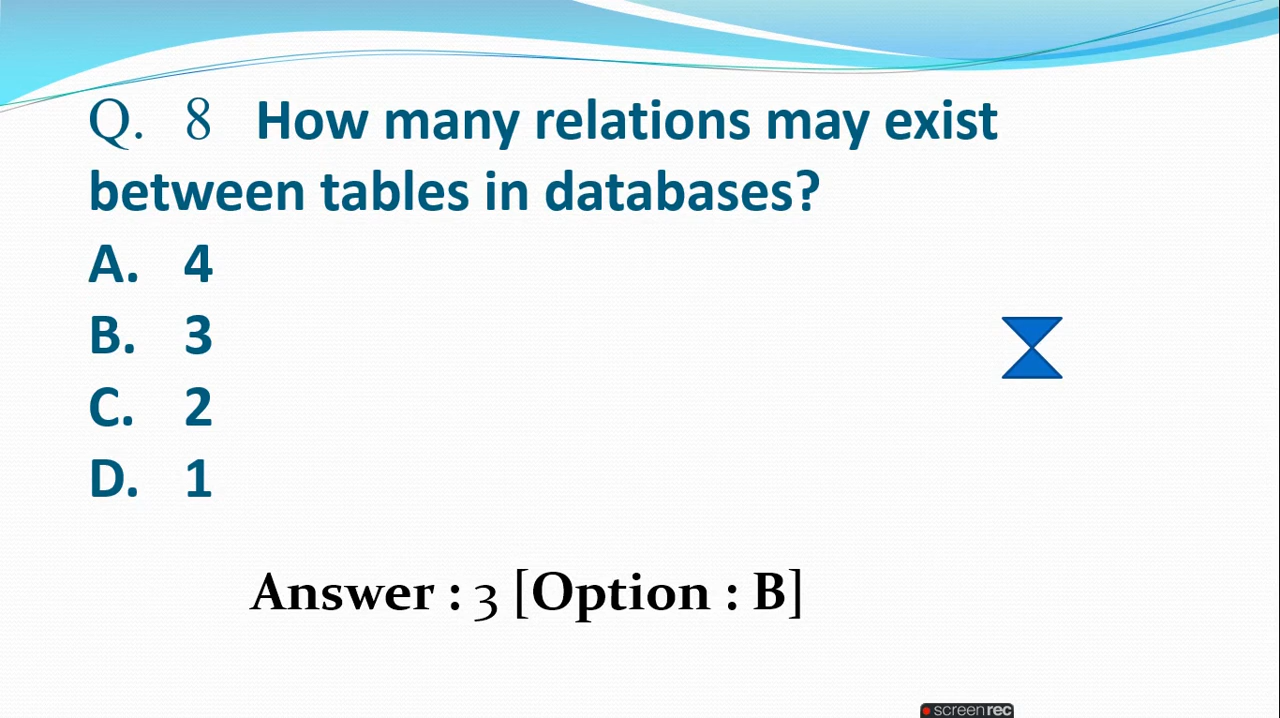 Q. 8 How many relations may exist
between tables in databases?
A. 4
B. 3
C. 2
D. 1
Answer : 3 [Option : B]
screenrec